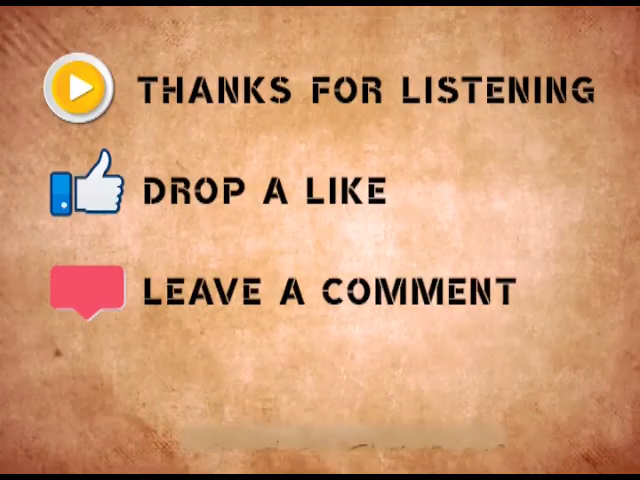 THANKS FOR LISTENING
DROP A LIKE
LEAVE A COMMENT